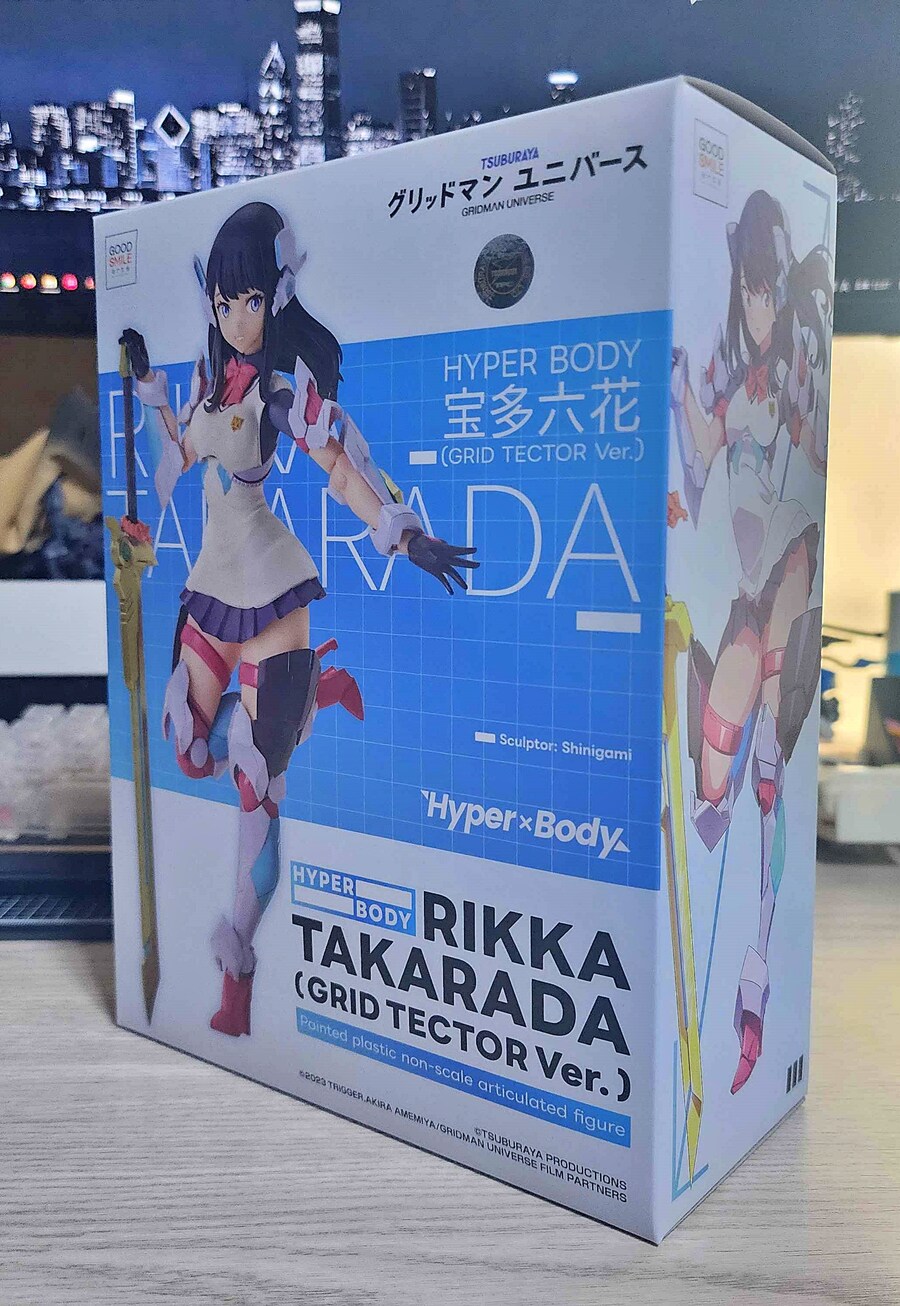 TSUBURAYA
グリッドマン ユニバース
GRIDMAN UNIVERSE
GOOD
SMILE
GOOD
SMILE
HYPER BODY
宝多六花
(GRID TECTOR Ver.)
TAKARADA
Sculptor: Shinigami
Hyper×Body
HYPER
BODY
RIKKA
TAKARADA
(GRID TECTOR Ver.)
Painted plastic non-scale articulated figure
©TSUBURAYA PRODUCTIONS
©2023 TRIGGER,AKIRA AMEMIYA/GRIDMAN UNIVERSE FILM PARTNERS